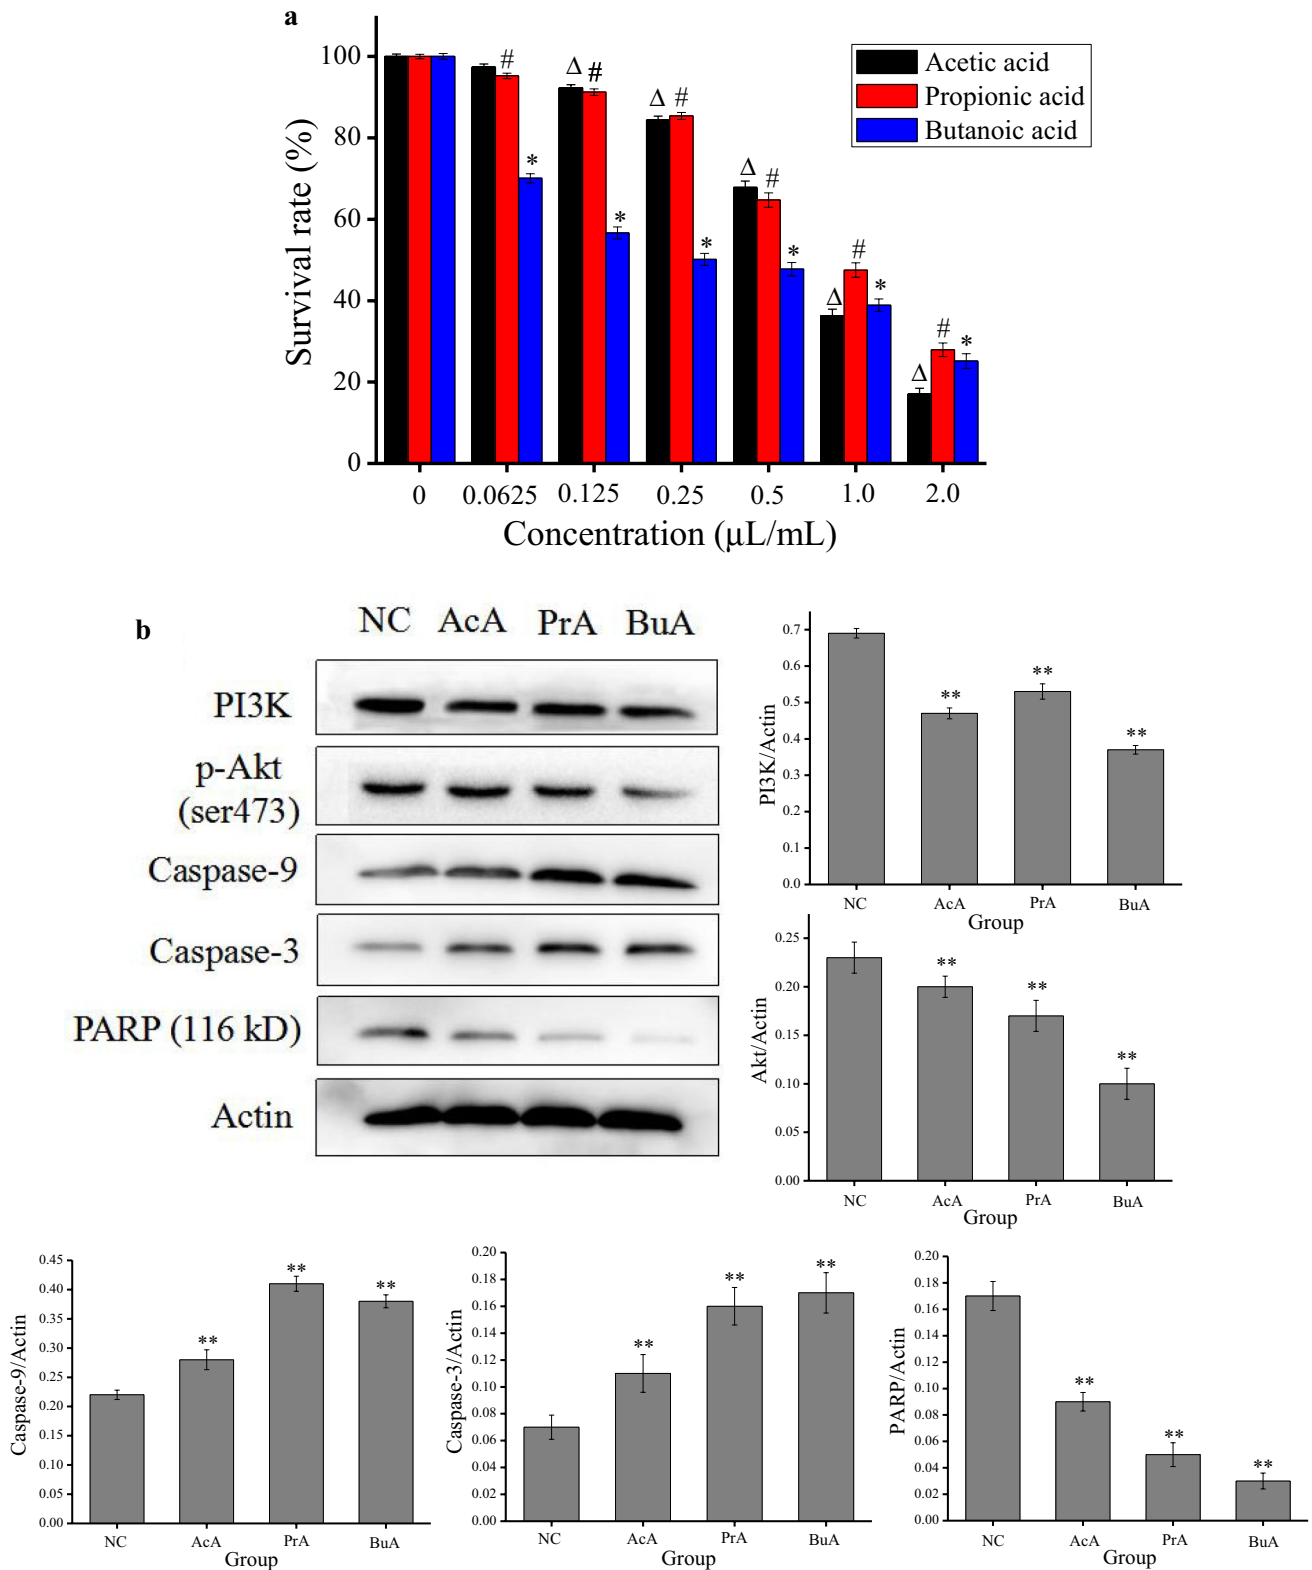 a
Δ # Δ # Δ # Δ # Δ #
* * * * * *
Acetic acid
Propionic acid
Butanoic acid
100
80
60
40
20
0
Survival rate (%)
0 0.0625 0.125 0.25 0.5 1.0 2.0
Concentration (μL/mL)
b
NC AcA PrA BuA
PI3K
p-Akt
(ser473)
Caspase-9
Caspase-3
PARP (116 kD)
Actin
0.7
0.6
0.5
0.4
0.3
0.2
0.1
0.0
PI3K/Actin
** ** **
NC AcA PrA BuA
Group
0.25
0.20
0.15
0.10
0.05
0.00
Akt/Actin
** ** **
NC AcA PrA BuA
Group
0.45
0.40
0.35
0.30
0.25
0.20
0.15
0.10
0.05
0.00
Caspase-9/Actin
** ** **
NC AcA PrA BuA
Group
0.20
0.18
0.16
0.14
0.12
0.10
0.08
0.06
0.04
0.02
0.00
Caspase-3/Actin
** ** **
NC AcA PrA BuA
Group
0.20
0.18
0.16
0.14
0.12
0.10
0.08
0.06
0.04
0.02
0.00
PARP/Actin
** ** **
NC AcA PrA BuA
Group